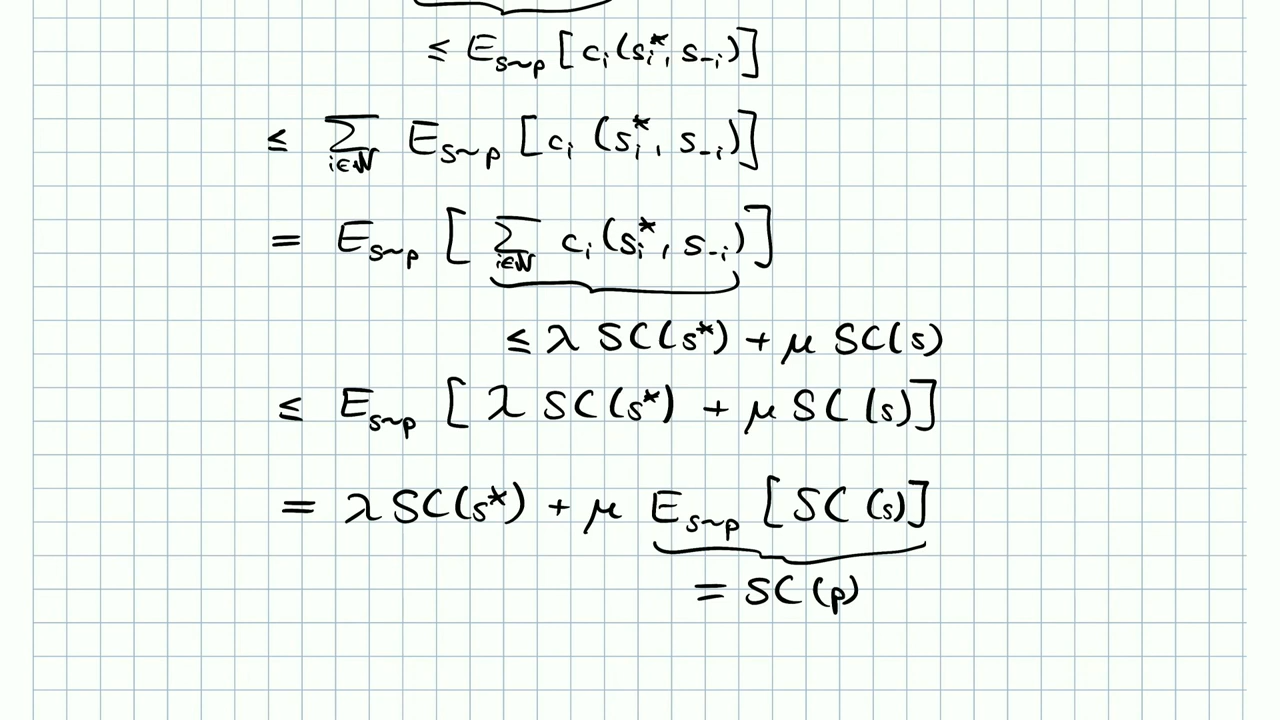 ≤ E_{s∼p} [c_i(s_i^*, s_{-i})]
≤ ∑_{i∈N} E_{s∼p} [c_i (s_i^*, s_{-i})]
= E_{s∼p} [ ∑_{i∈N} c_i (s_i^*, s_{-i}) ]
≤ λ SC(s^*) + μ SC(s)
≤ E_{s∼p} [ λ SC(s^*) + μ SC(s) ]
= λ SC(s^*) + μ E_{s∼p} [SC(s)]
= SC(p)